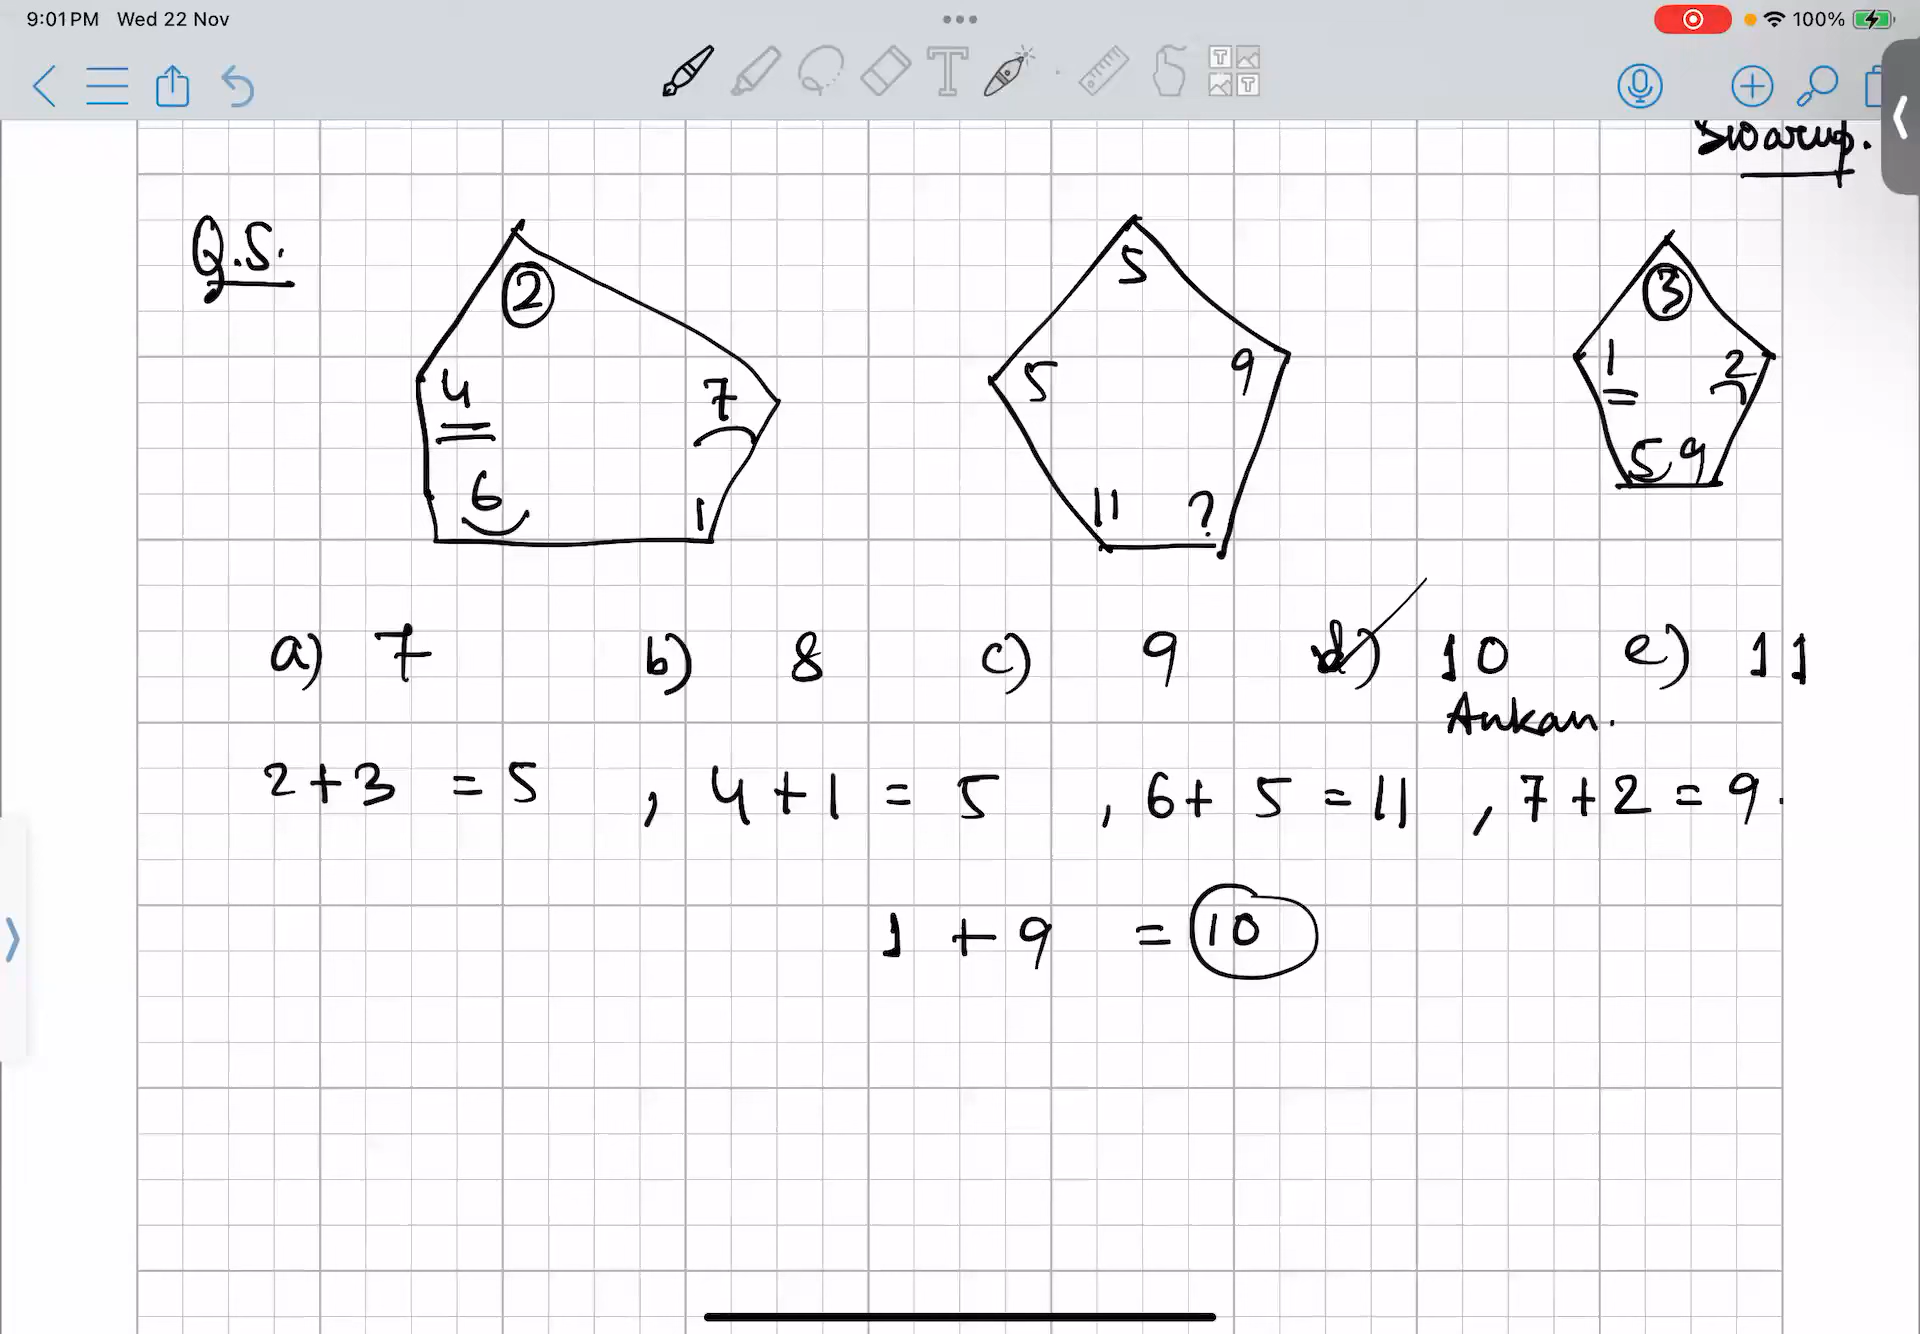 9:01 PM Wed 22 Nov
100%
Swarup.
Q.5.
2
4 7
6 1
5
5 9
11 ?
3
1 2
5 9
a) 7 b) 8 c) 9 d) 10 e) 11
Ankan.
2+3 = 5 , 4+1 = 5 , 6+ 5 = 11 , 7+2 = 9.
1 + 9 = 10